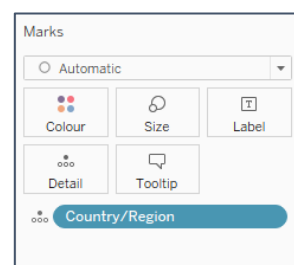 Marks
Automatic
Colour Size Label
Detail Tooltip
Country/Region